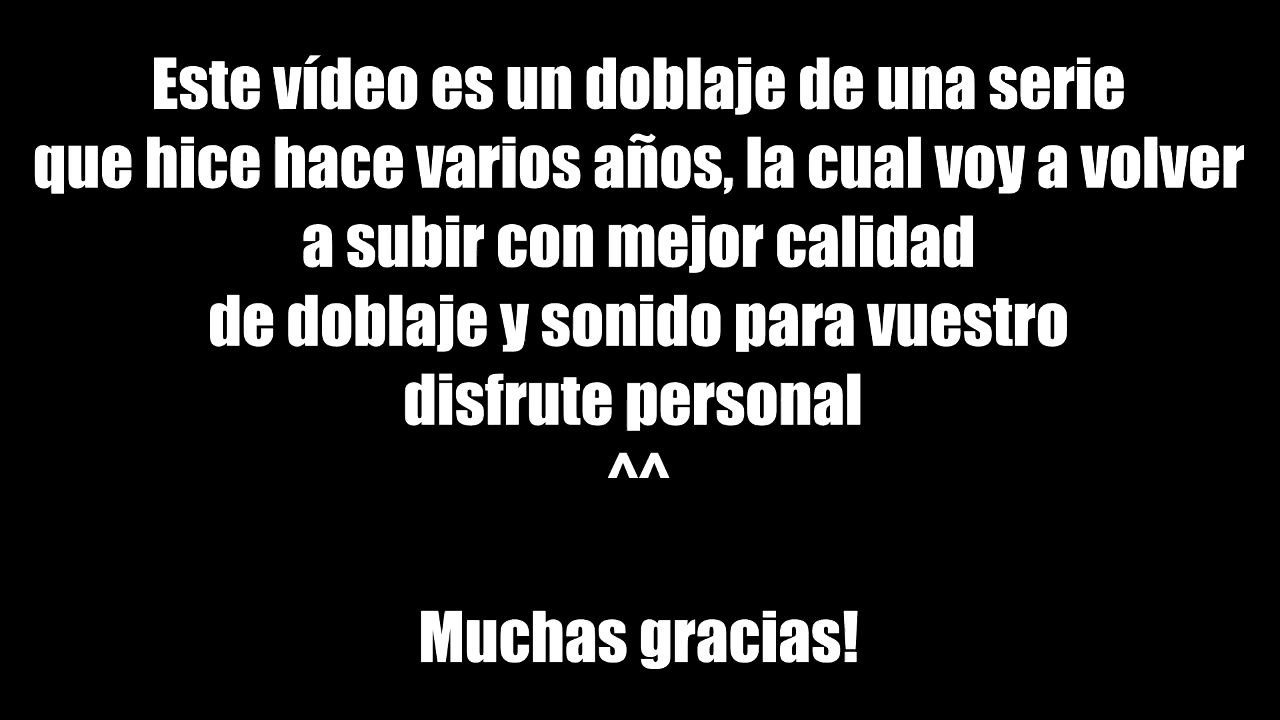 Este vídeo es un doblaje de una serie
que hice hace varios años, la cual voy a volver
a subir con mejor calidad
de doblaje y sonido para vuestro
disfrute personal
^^
Muchas gracias!